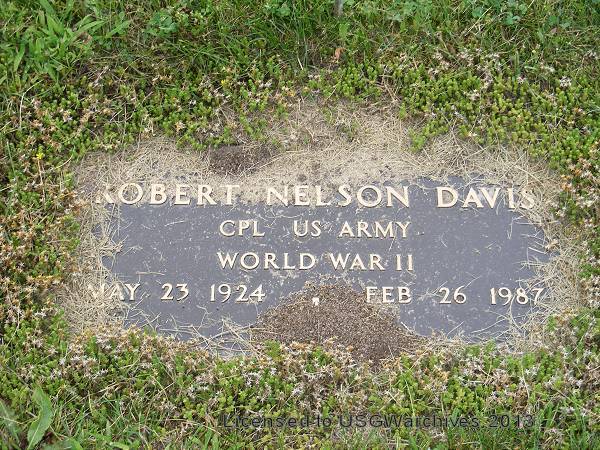 ROBERT NELSON DAVIS
CPL US ARMY
WORLD WAR II
MAY 23 1924 FEB 26 1987
Licensed to USGWarchives 2013